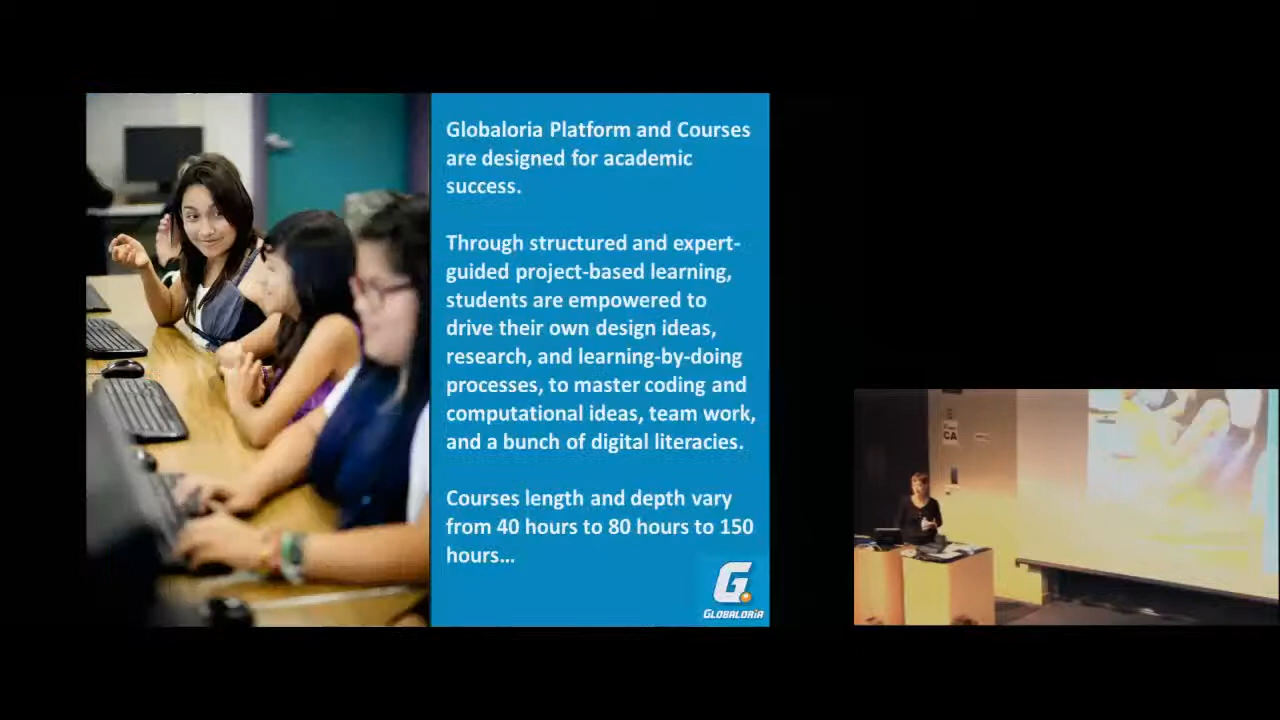 Globaloria Platform and Courses
are designed for academic
success.
Through structured and expert-
guided project-based learning,
students are empowered to
drive their own design ideas,
research, and learning-by-doing
processes, to master coding and
computational ideas, team work,
and a bunch of digital literacies.
Courses length and depth vary
from 40 hours to 80 hours to 150
hours...
G
GLOBALORIA
CA